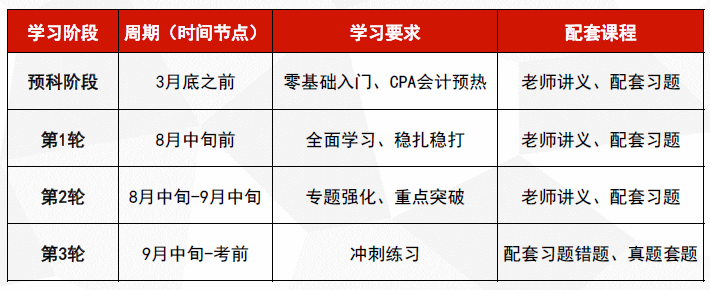 学习阶段 周期（时间节点） 学习要求 配套课程
预科阶段 3月底之前 零基础入门、CPA会计预热 老师讲义、配套习题
第1轮 8月中旬前 全面学习、稳扎稳打 老师讲义、配套习题
第2轮 8月中旬-9月中旬 专题强化、重点突破 老师讲义、配套习题
第3轮 9月中旬-考前 冲刺练习 配套习题错题、真题套题